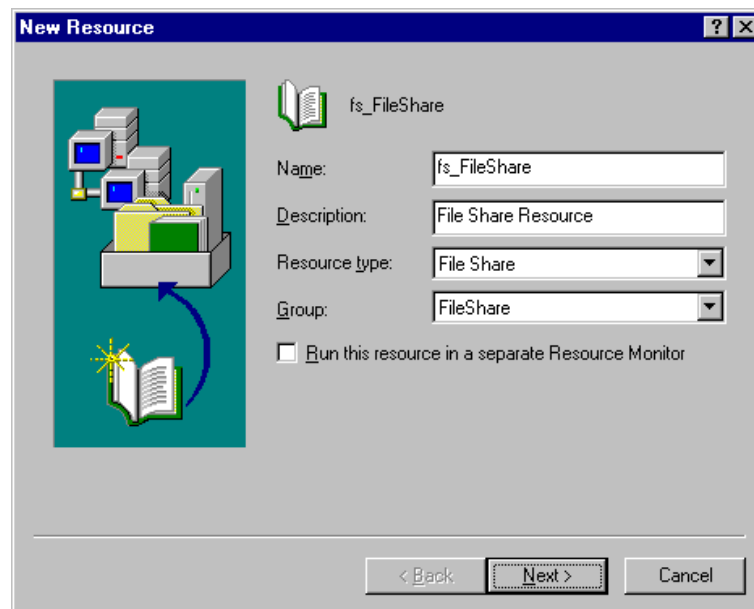 New Resource
fs_FileShare
Name: fs_FileShare
Description: File Share Resource
Resource type: File Share
Group: FileShare
Run this resource in a separate Resource Monitor
< Back Next > Cancel